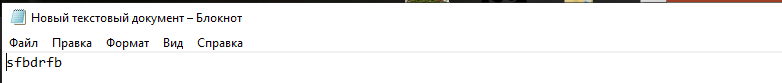 Новый текстовый документ – Блокнот
Файл Правка Формат Вид Справка
sfbdrfb